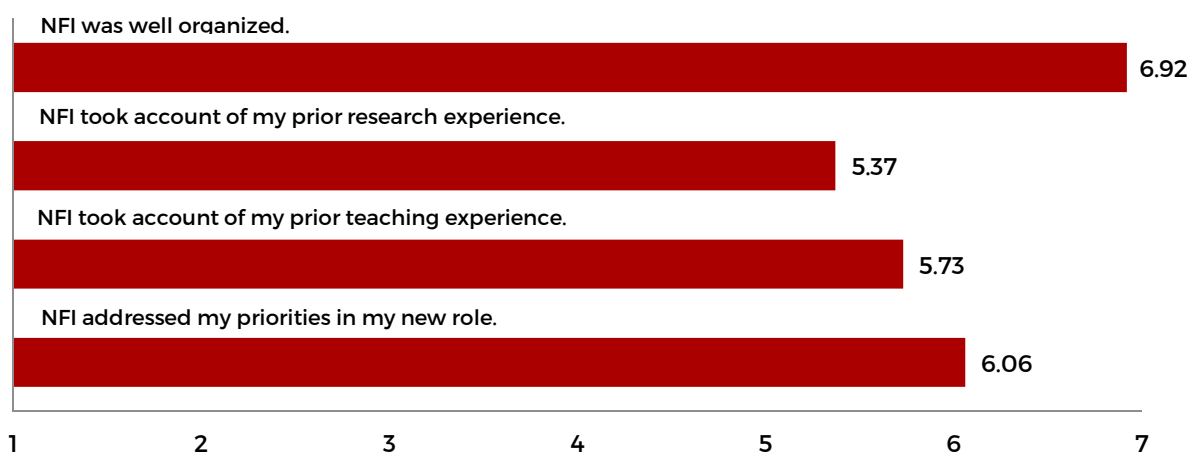 NFI was well organized.
6.92
NFI took account of my prior research experience.
5.37
NFI took account of my prior teaching experience.
5.73
NFI addressed my priorities in my new role.
6.06
1 2 3 4 5 6 7